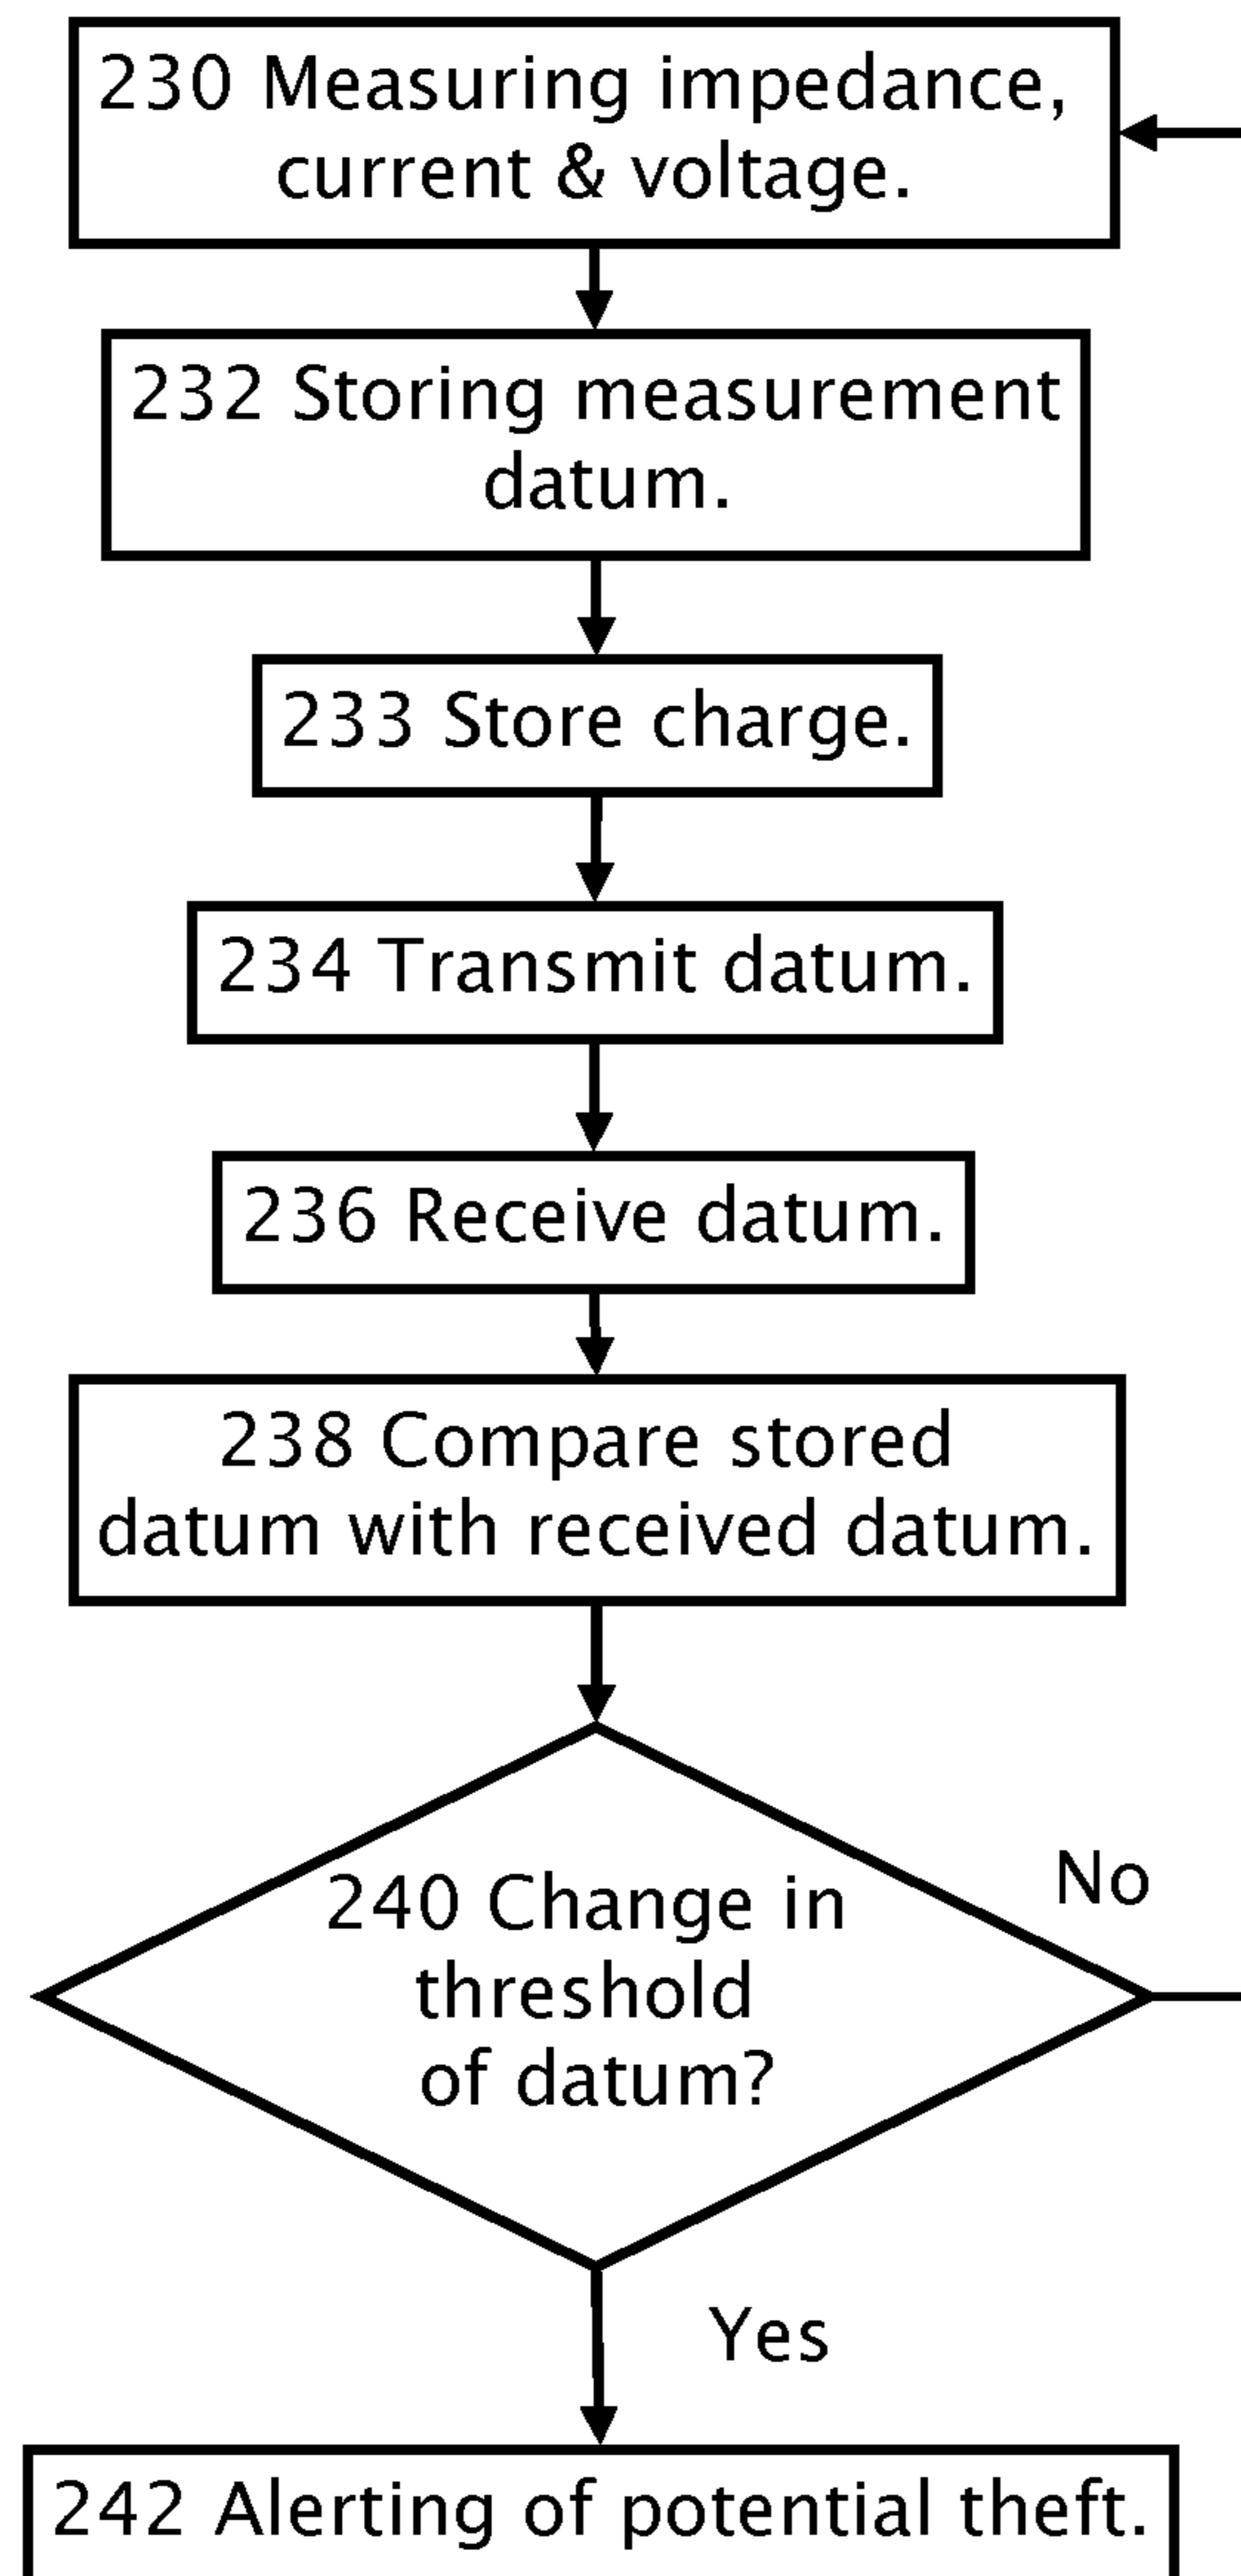 230 Measuring impedance,
current & voltage.
232 Storing measurement
datum.
233 Store charge.
234 Transmit datum.
236 Receive datum.
238 Compare stored
datum with received datum.
240 Change in
threshold
of datum?
No
Yes
242 Alerting of potential theft.